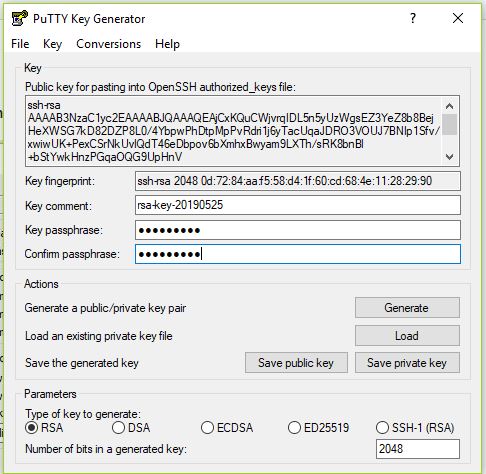 PuTTY Key Generator
File Key Conversions Help
Key
Public key for pasting into OpenSSH authorized_keys file:
ssh-rsa
AAAAB3NzaC1yc2EAAAABJQAAAQEAjCxKQuCWjvrqIDL5n5yUzWgsEZ3YeZ8b8Bej
HeXWSG7kD82DZP8L0/4YbpwPhDtpMpPvRdri1j6yTacUqaJDRO3VOUJ7BNIp1Sfv/
xwiwUK+PexCSrNkUvlQdT46eDbpov6bXmhxBwyam9LXTh/sRK8bnBl
+bStYwkHnzPGqaOQG9UpHnV
Key fingerprint: ssh-rsa 2048 0d:72:84:aa:f5:58:d4:1f:60:cd:68:4e:11:28:29:90
Key comment: rsa-key-20190525
Key passphrase: ●●●●●●●●●
Confirm passphrase: ●●●●●●●●●
Actions
Generate a public/private key pair Generate
Load an existing private key file Load
Save the generated key Save public key Save private key
Parameters
Type of key to generate:
RSA DSA ECDSA ED25519 SSH-1 (RSA)
Number of bits in a generated key: 2048